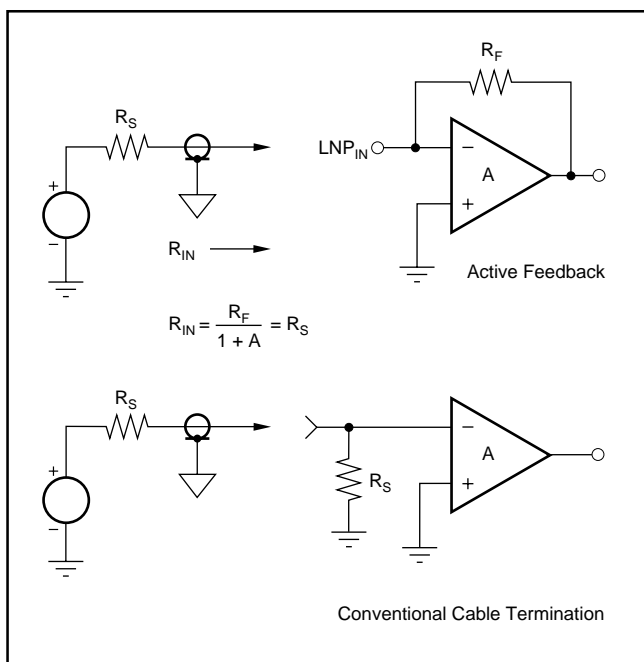 R_F
R_S
LNP_IN
−
A
+
+
−
R_IN
Active Feedback
R_IN = R_F / 1 + A = R_S
R_S
−
A
+
R_S
+
−
Conventional Cable Termination